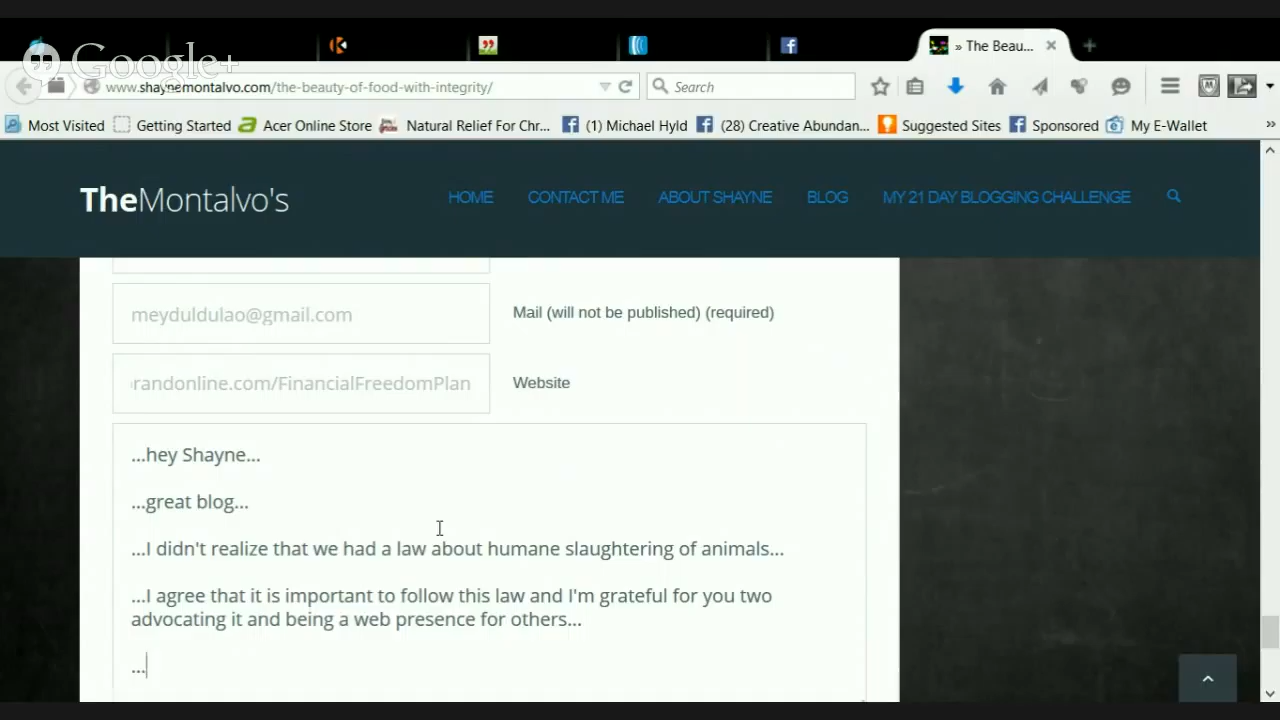 Google+
» The Beau...
www.shaynemontalvo.com/the-beauty-of-food-with-integrity/
Search
Most Visited
Getting Started
Acer Online Store
Natural Relief For Chr...
(1) Michael Hyld
(28) Creative Abundan...
Suggested Sites
Sponsored
My E-Wallet
TheMontalvo's
HOME
CONTACT ME
ABOUT SHAYNE
BLOG
MY 21 DAY BLOGGING CHALLENGE
meyduldulao@gmail.com
Mail (will not be published) (required)
randonline.com/FinancialFreedomPlan
Website
...hey Shayne...
...great blog...
...I didn't realize that we had a law about humane slaughtering of animals...
...I agree that it is important to follow this law and I'm grateful for you two
advocating it and being a web presence for others...
...